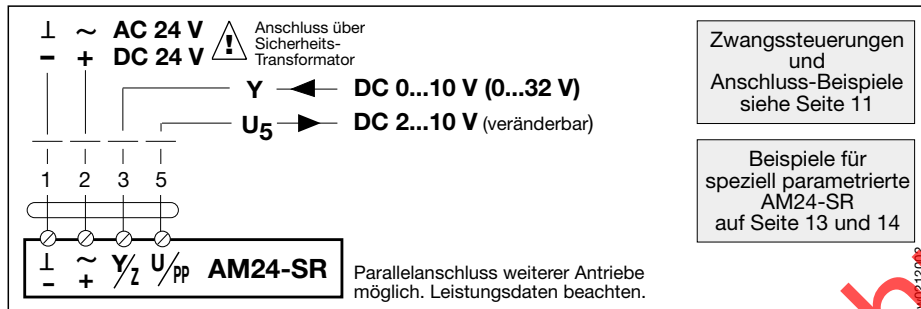 ⊥ ~ AC 24 V
− + DC 24 V
Anschluss über
Sicherheits-
Transformator
Y DC 0...10 V (0...32 V)
U5 DC 2...10 V (veränderbar)
1 2 3 5
⊥ ~ Y/Z U/PP AM24-SR
− +
Parallelanschluss weiterer Antriebe
möglich. Leistungsdaten beachten.
Zwangssteuerungen
und
Anschluss-Beispiele
siehe Seite 11
Beispiele für
speziell parametrierte
AM24-SR
auf Seite 13 und 14